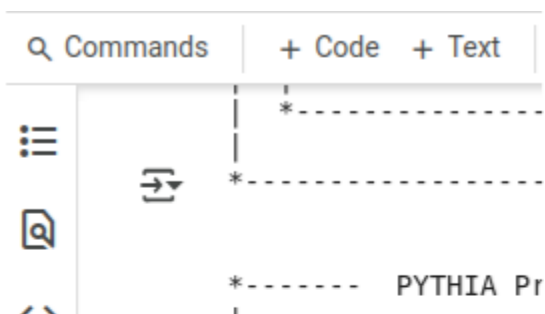 Commands + Code + Text
| |
| *----------------
|
*--------------------
*------- PYTHIA Pr
|